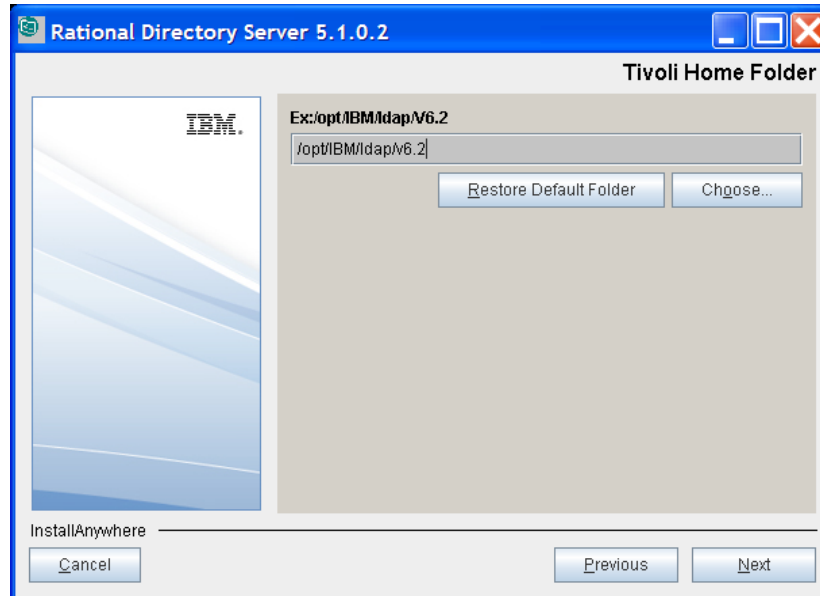 Rational Directory Server 5.1.0.2
Tivoli Home Folder
IBM.
Ex:/opt/IBM/ldap/V6.2
/opt/IBM/ldap/v6.2
Restore Default Folder
Choose...
InstallAnywhere
Cancel
Previous
Next